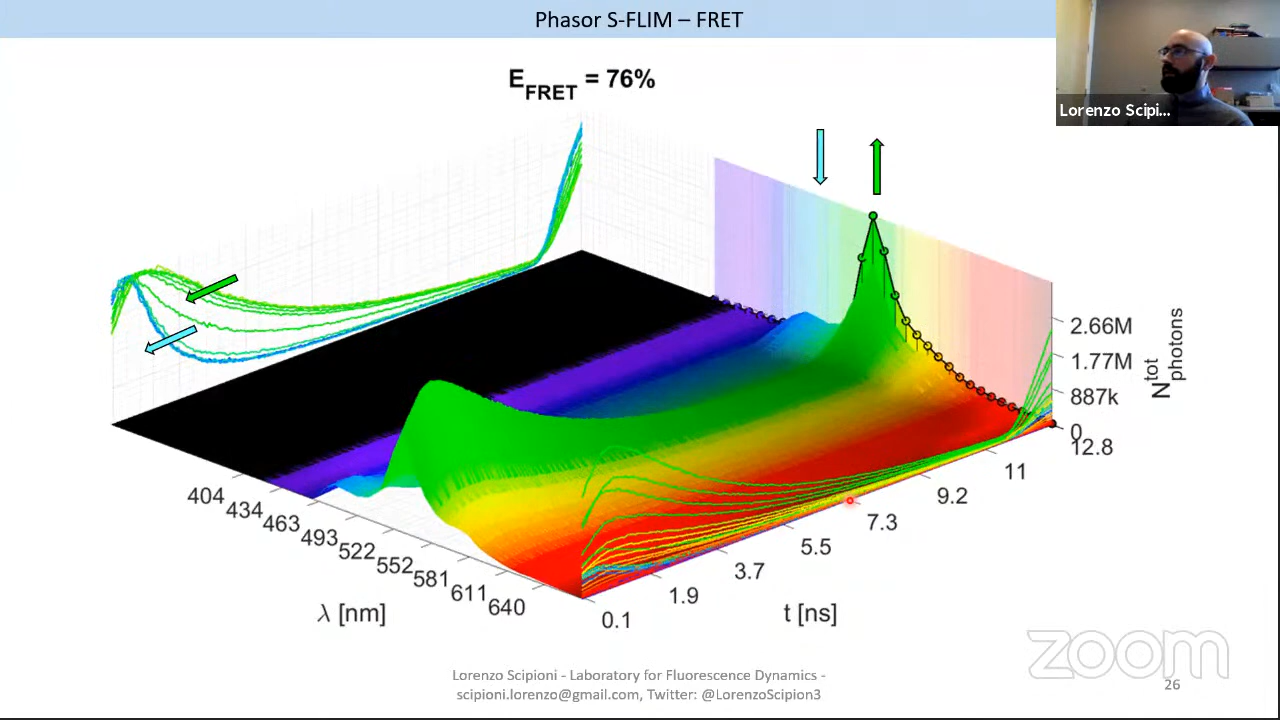 Phasor S-FLIM – FRET
Lorenzo Scipi...
E_FRET = 76%
2.66M
1.77M
887k
0
N^tot_photons
12.8
11
9.2
7.3
5.5
3.7
1.9
0.1
t [ns]
404
434
463
493
522
552
581
611
640
λ [nm]
zoom
Lorenzo Scipioni - Laboratory for Fluorescence Dynamics -
scipioni.lorenzo@gmail.com, Twitter: @LorenzoScipion3
26